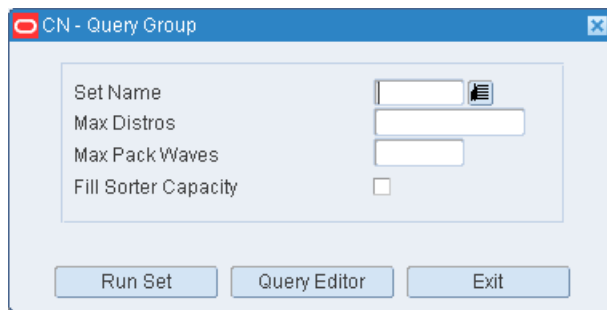 CN - Query Group
Set Name
Max Distros
Max Pack Waves
Fill Sorter Capacity
Run Set Query Editor Exit